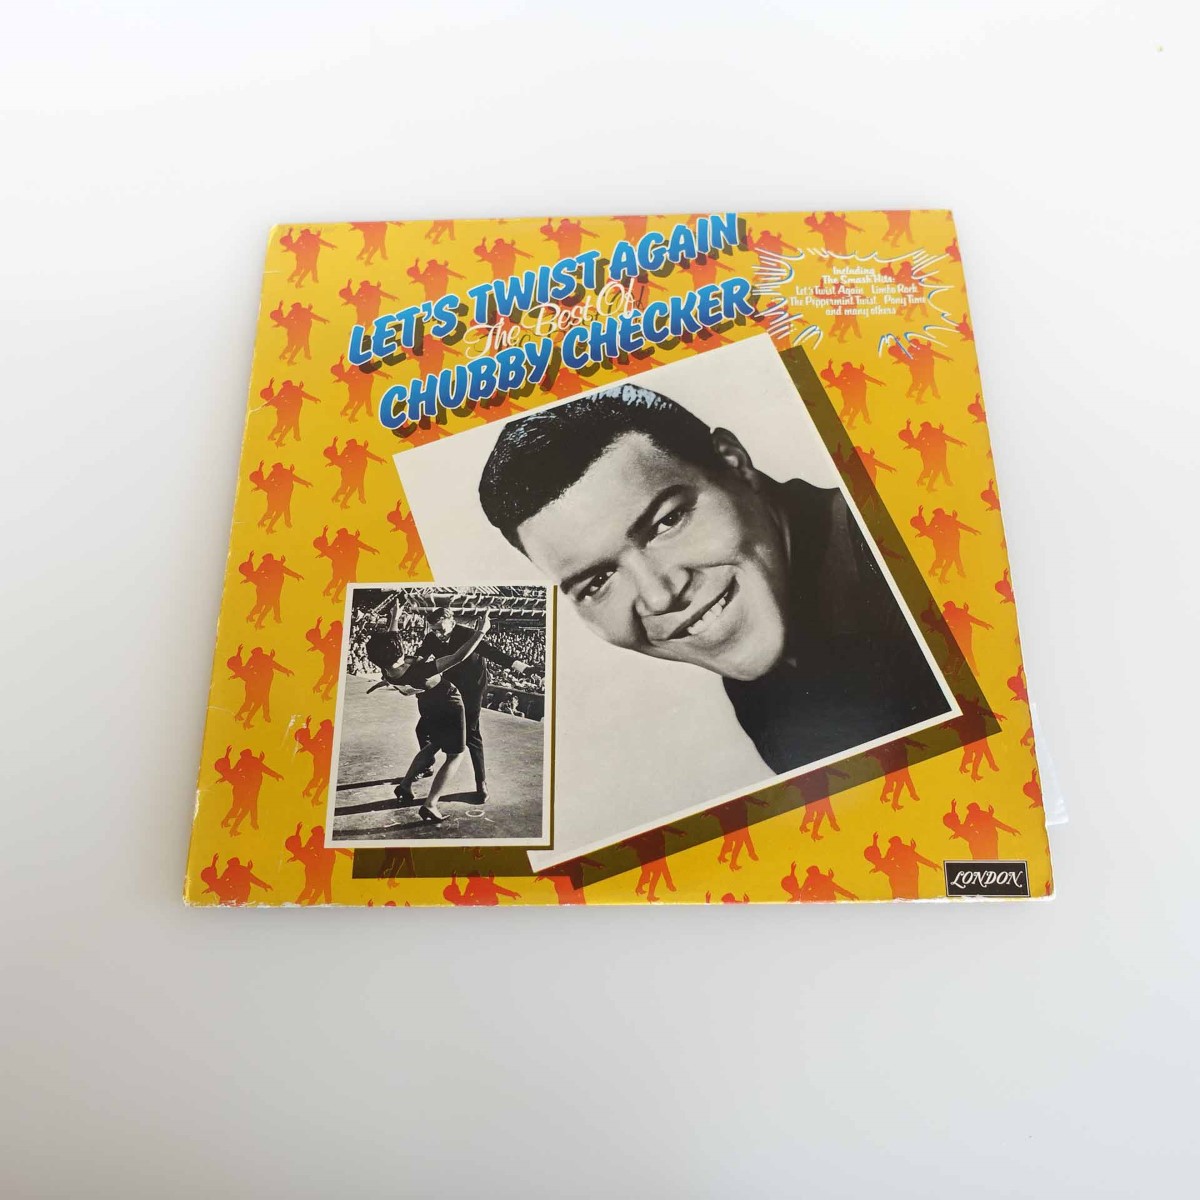 LET'S TWIST AGAIN
The Best Of
CHUBBY CHECKER
Including
The Smash Hits:
Let's Twist Again Limbo Rock
The Peppermint Twist Pony Time
and many others
LONDON